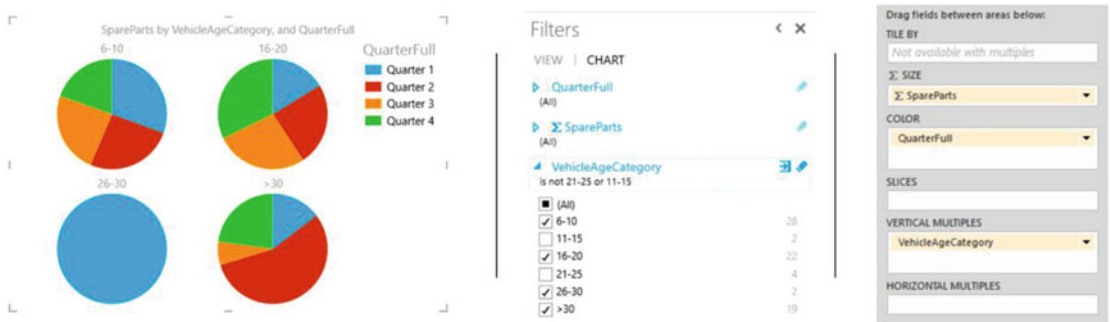 SpareParts by VehicleAgeCategory, and QuarterFull
6-10
16-20
26-30
>30
QuarterFull
Quarter 1
Quarter 2
Quarter 3
Quarter 4
Filters
VIEW | CHART
QuarterFull
(All)
Σ SpareParts
(All)
VehicleAgeCategory
is not 21-25 or 11-15
(All)
6-10 28
11-15 2
16-20 22
21-25 4
26-30 2
>30 19
Drag fields between areas below:
TILE BY
Not available with multiples
Σ SIZE
Σ SpareParts
COLOR
QuarterFull
SLICES
VERTICAL MULTIPLES
VehicleAgeCategory
HORIZONTAL MULTIPLES